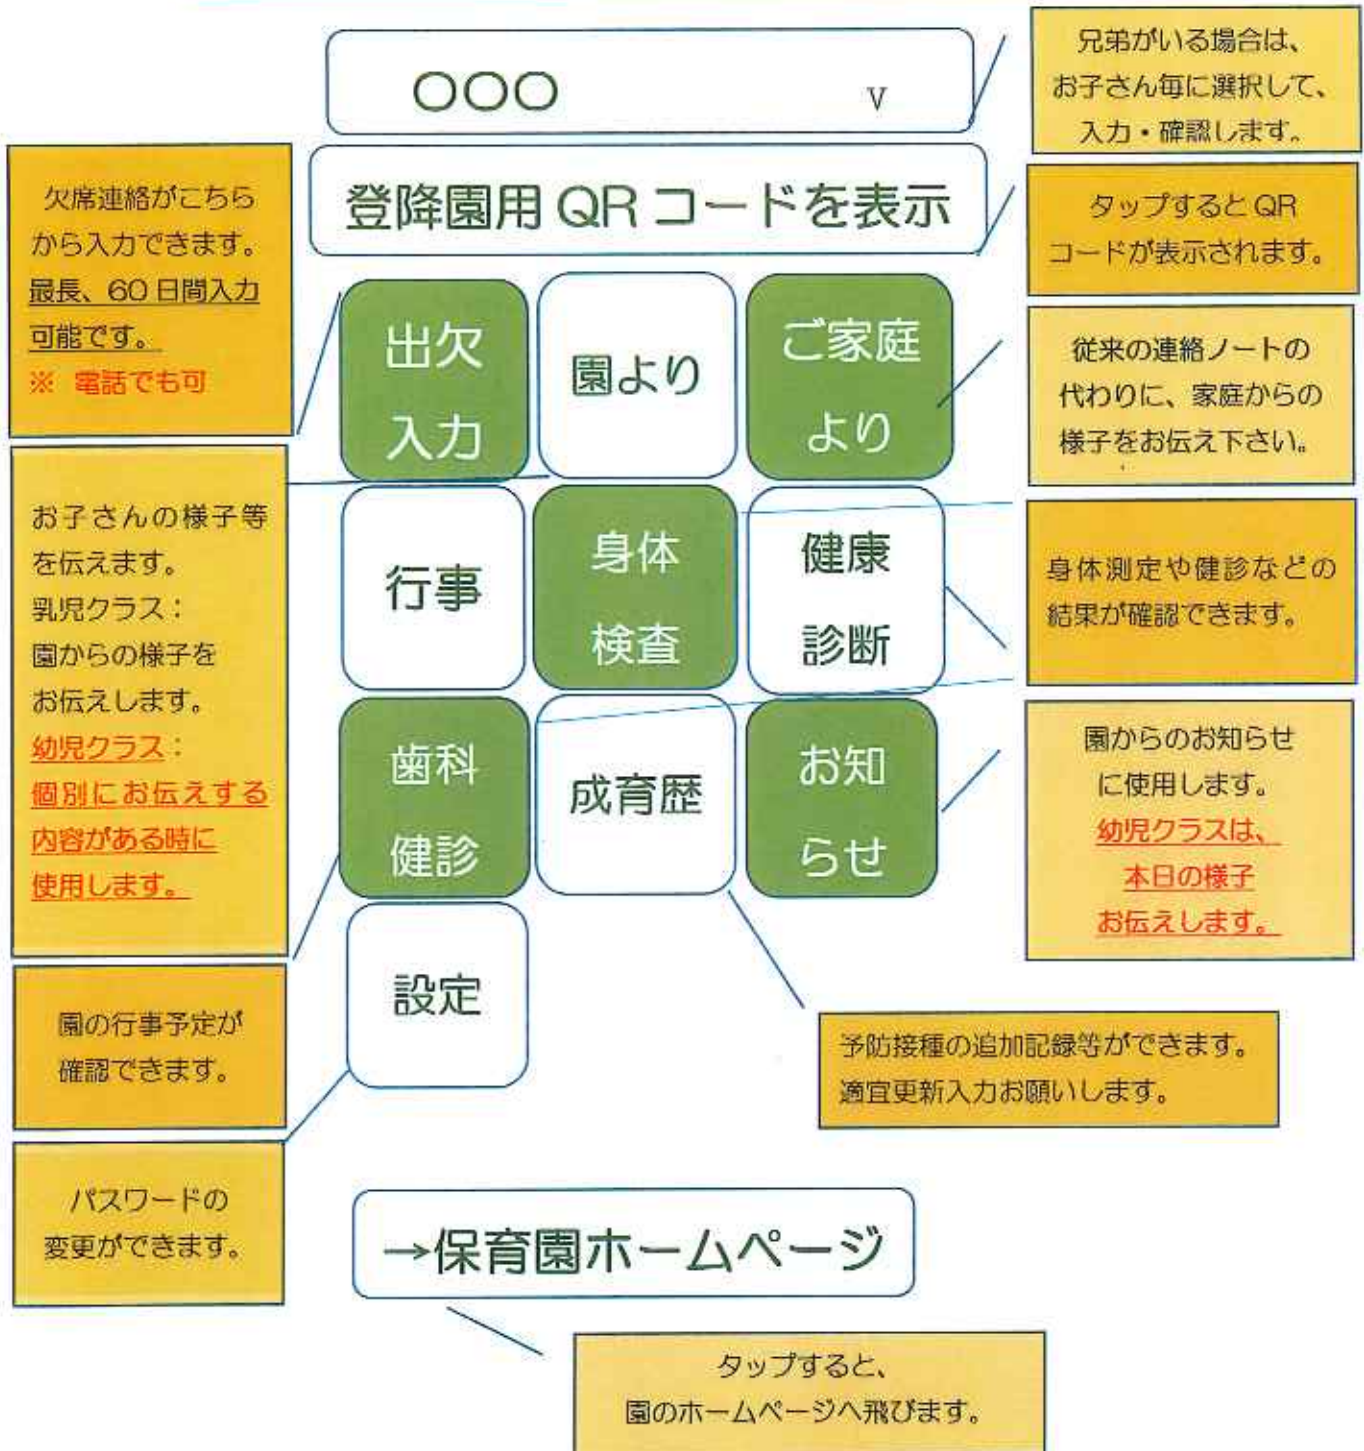 〇〇〇 v
兄弟がいる場合は、
お子さん毎に選択して、
入力・確認します。
登降園用 QR コードを表示
タップすると QR
コードが表示されます。
欠席連絡がこちら
から入力できます。
最長、60 日間入力
可能です。
※ 電話でも可
出欠
入力
園より
ご家庭
より
従来の連絡ノートの
代わりに、家庭からの
様子をお伝え下さい。
お子さんの様子等
を伝えます。
乳児クラス：
園からの様子を
お伝えします。
幼児クラス：
個別にお伝えする
内容がある時に
使用します。
行事
身体
検査
健康
診断
身体測定や健診などの
結果が確認できます。
歯科
健診
成育歴
お知
らせ
園からのお知らせ
に使用します。
幼児クラスは、
本日の様子
お伝えします。
園の行事予定が
確認できます。
設定
予防接種の追加記録等ができます。
適宜更新入力お願いします。
パスワードの
変更ができます。
→保育園ホームページ
タップすると、
園のホームページへ飛びます。